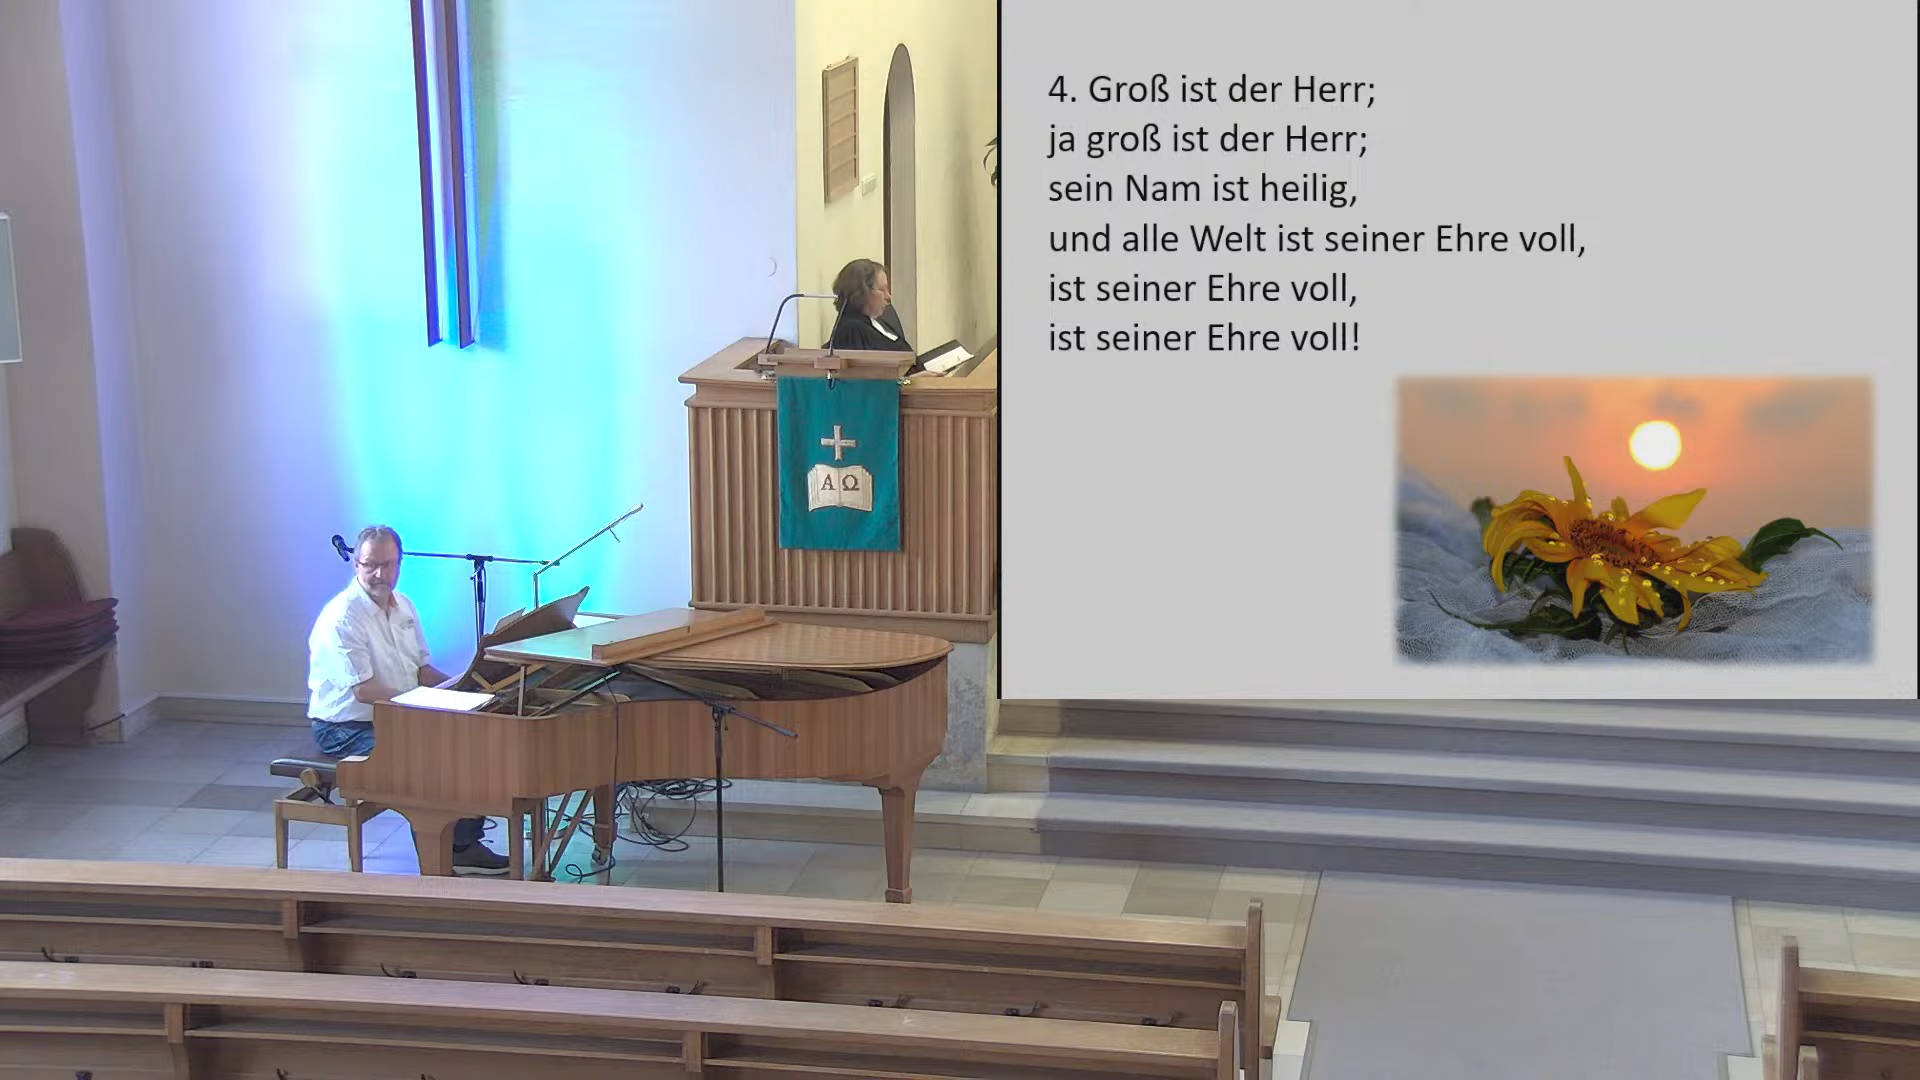 4. Groß ist der Herr;
ja groß ist der Herr;
sein Nam ist heilig,
und alle Welt ist seiner Ehre voll,
ist seiner Ehre voll,
ist seiner Ehre voll!
Α Ω